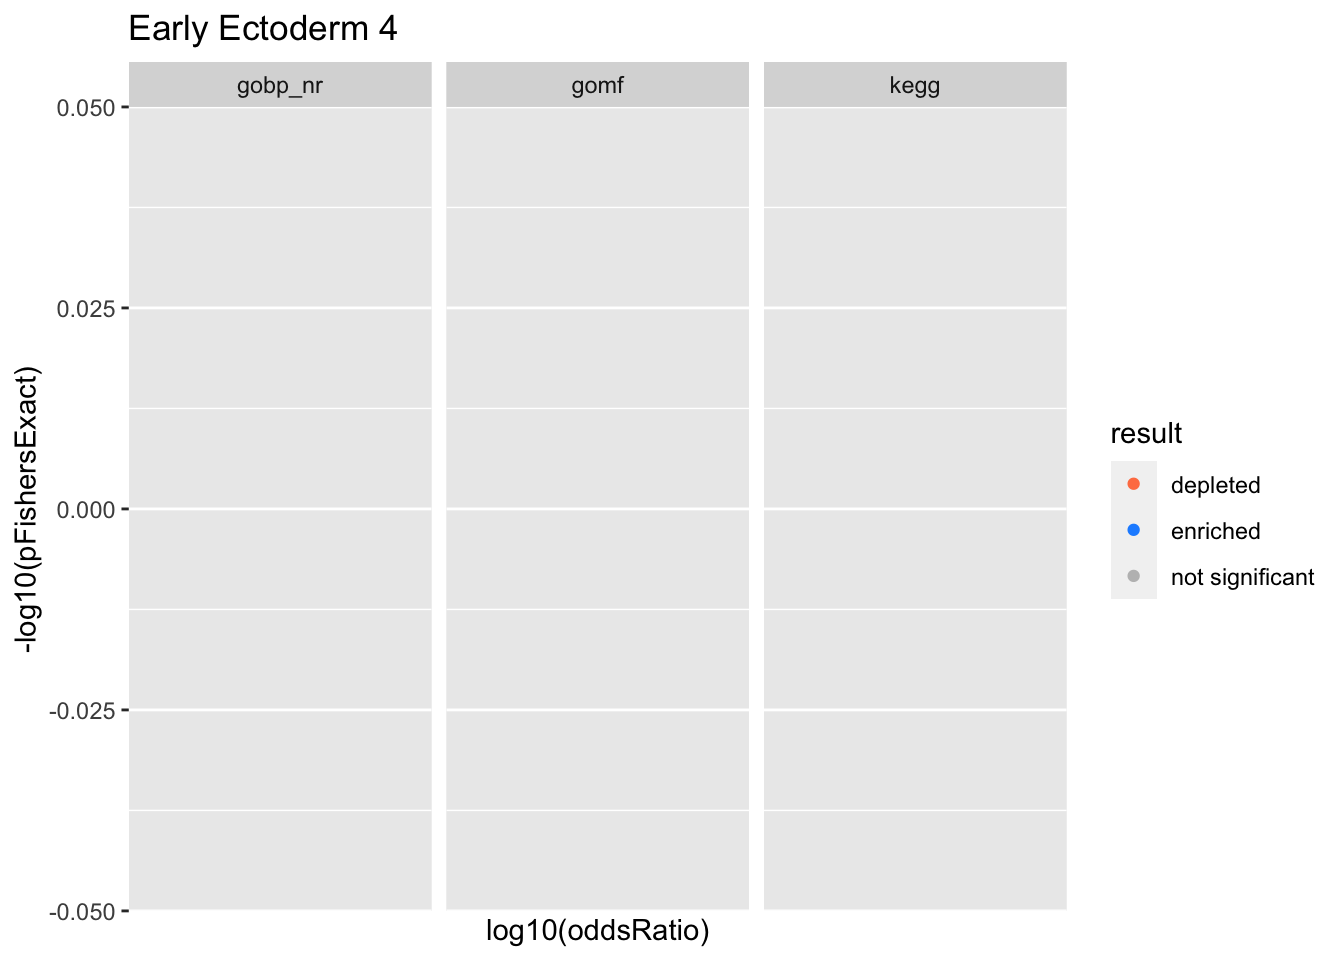 Early Ectoderm 4
gobp_nr
gomf
kegg
0.050
0.025
0.000
-0.025
-0.050
-log10(pFishersExact)
log10(oddsRatio)
result
depleted
enriched
not significant